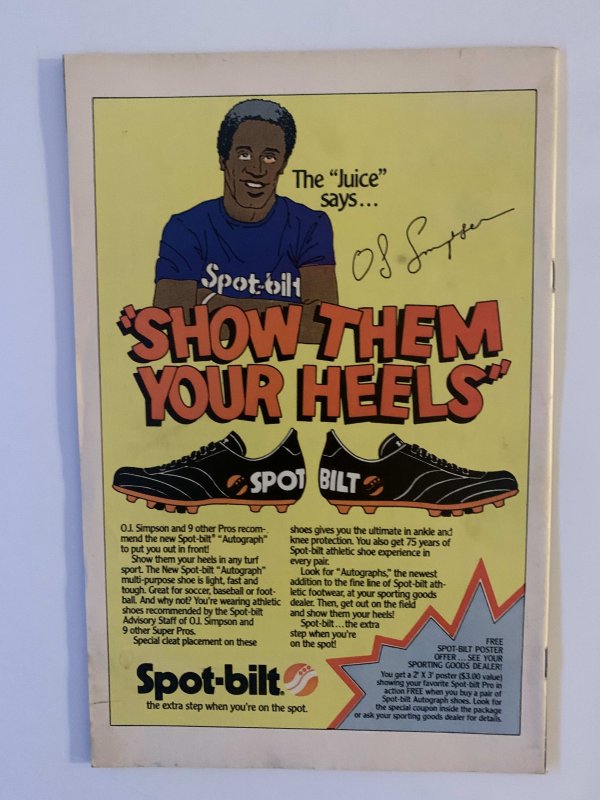 The “Juice”
says...
OJ Simpson
Spot-bilt
“SHOW THEM
YOUR HEELS”
SPOT BILT
O.J. Simpson and 9 other Pros recom-
mend the new Spot-bilt® “Autograph”
to put you out in front!
Show them your heels in any turf
sport. The New Spot-bilt “Autograph”
multi-purpose shoe is light, fast and
tough. Great for soccer, baseball or foot-
ball. And why not? You're wearing athletic
shoes recommended by the Spot-bilt
Advisory Staff of O.J. Simpson and
9 other Super Pros.
Special cleat placement on these
shoes gives you the ultimate in ankle and
knee protection. You also get 75 years of
Spot-bilt athletic shoe experience in
every pair.
Look for “Autographs,” the newest
addition to the fine line of Spot-bilt ath-
letic footwear, at your sporting goods
dealer. Then, get out on the field
and show them your heels!
Spot-bilt...the extra
step when you're
on the spot!
FREE
SPOT-BILT POSTER
OFFER... SEE YOUR
SPORTING GOODS DEALER!
You get a 2' X 3' poster ($3.00 value)
showing your favorite Spot-bilt Pro in
action FREE when you buy a pair of
Spot-bilt Autograph shoes. Look for
the special coupon inside the package
or ask your sporting goods dealer for details.
Spot-bilt.
the extra step when you're on the spot.